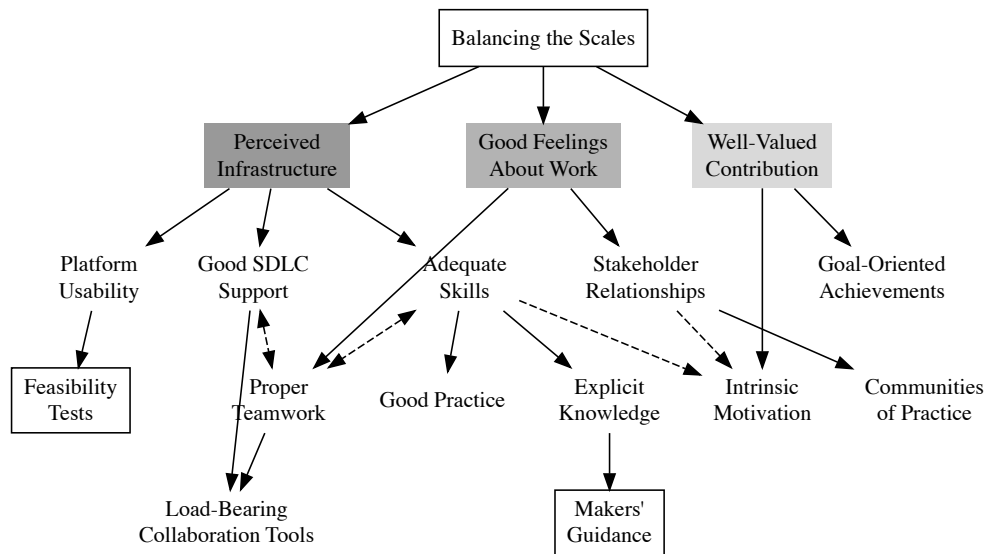 Balancing the Scales
Perceived
Infrastructure
Good Feelings
About Work
Well-Valued
Contribution
Platform
Usability
Good SDLC
Support
Adequate
Skills
Stakeholder
Relationships
Goal-Oriented
Achievements
Feasibility
Tests
Proper
Teamwork
Good Practice
Explicit
Knowledge
Intrinsic
Motivation
Communities
of Practice
Load-Bearing
Collaboration Tools
Makers'
Guidance